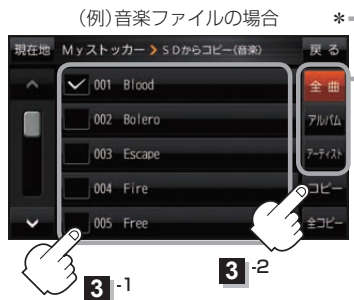 (例)音楽ファイルの場合 *
現在地 Myストッカー > SDからコピー(音楽) 戻る
001 Blood 全曲
002 Bolero アルバム
003 Escape アーティスト
004 Fire コピー
005 Free 全コピー
3-1 3-2